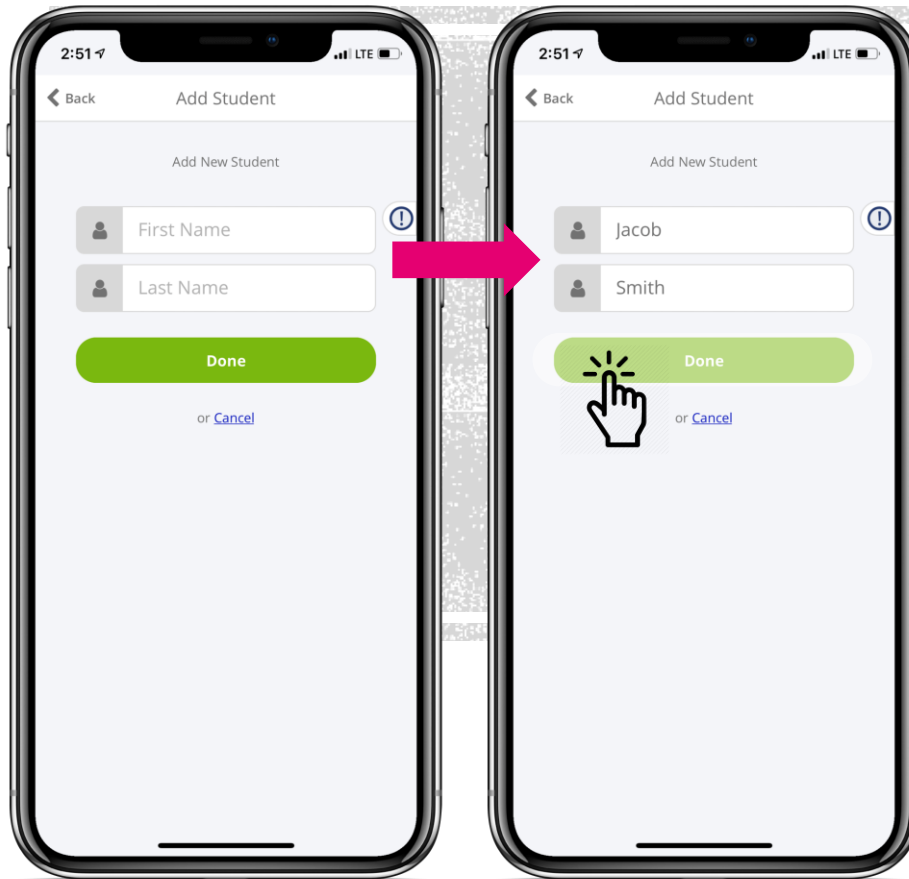 2:51 LTE
Back Add Student
Add New Student
First Name
Last Name
Done
or Cancel
2:51 LTE
Back Add Student
Add New Student
Jacob
Smith
Done
or Cancel